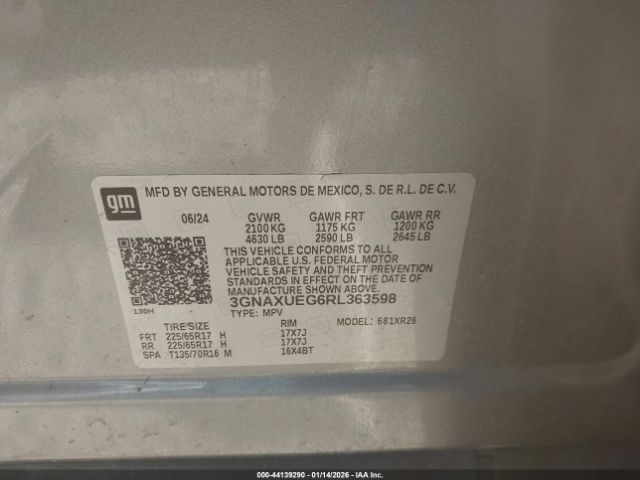 gm
MFD BY GENERAL MOTORS DE MEXICO, S. DE R.L. DE C.V.
06/24 GVWR GAWR FRT GAWR RR
2100 KG 1175 KG 1200 KG
4630 LB 2590 LB 2645 LB
THIS VEHICLE CONFORMS TO ALL
APPLICABLE U.S. FEDERAL MOTOR
VEHICLE SAFETY AND THEFT PREVENTION
STANDARDS IN EFFECT ON THE DATE OF
MANUFACTURE SHOWN ABOVE.
130H
3GNAXUEG6RL363598
TYPE: MPV MODEL: 681XR26
TIRE SIZE RIM
FRT 225/65R17 H 17X7J
RR 225/65R17 H 17X7J
SPA T135/70R16 M 16X4BT
000-44139290 - 01/14/2026 - IAA Inc.